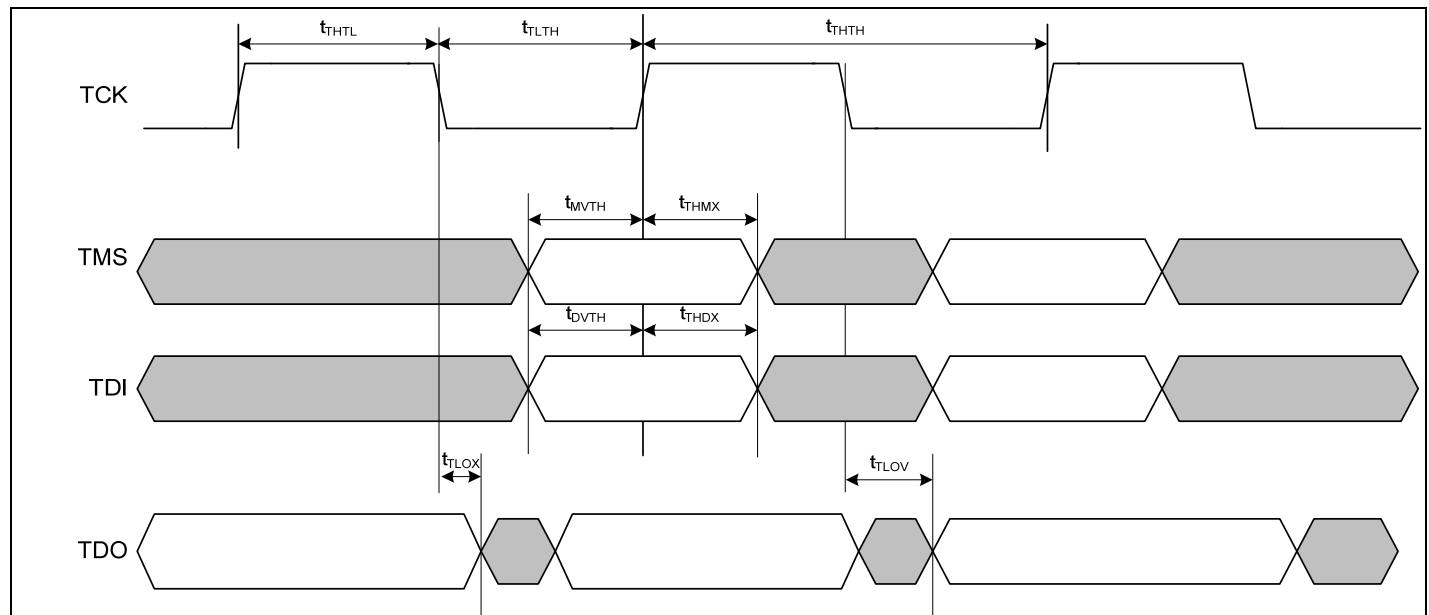 tTHTL tTLTH tTHTH
TCK
tMVTH tTHMX
TMS
tDVTH tTHDX
TDI
tTLOX tTLOV
TDO